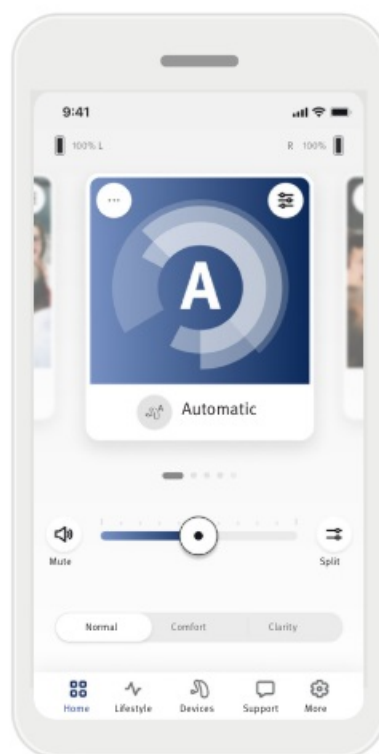 9:41
100% L R 100%
A
Automatic
Mute Split
Normal Comfort Clarity
Home Lifestyle Devices Support More